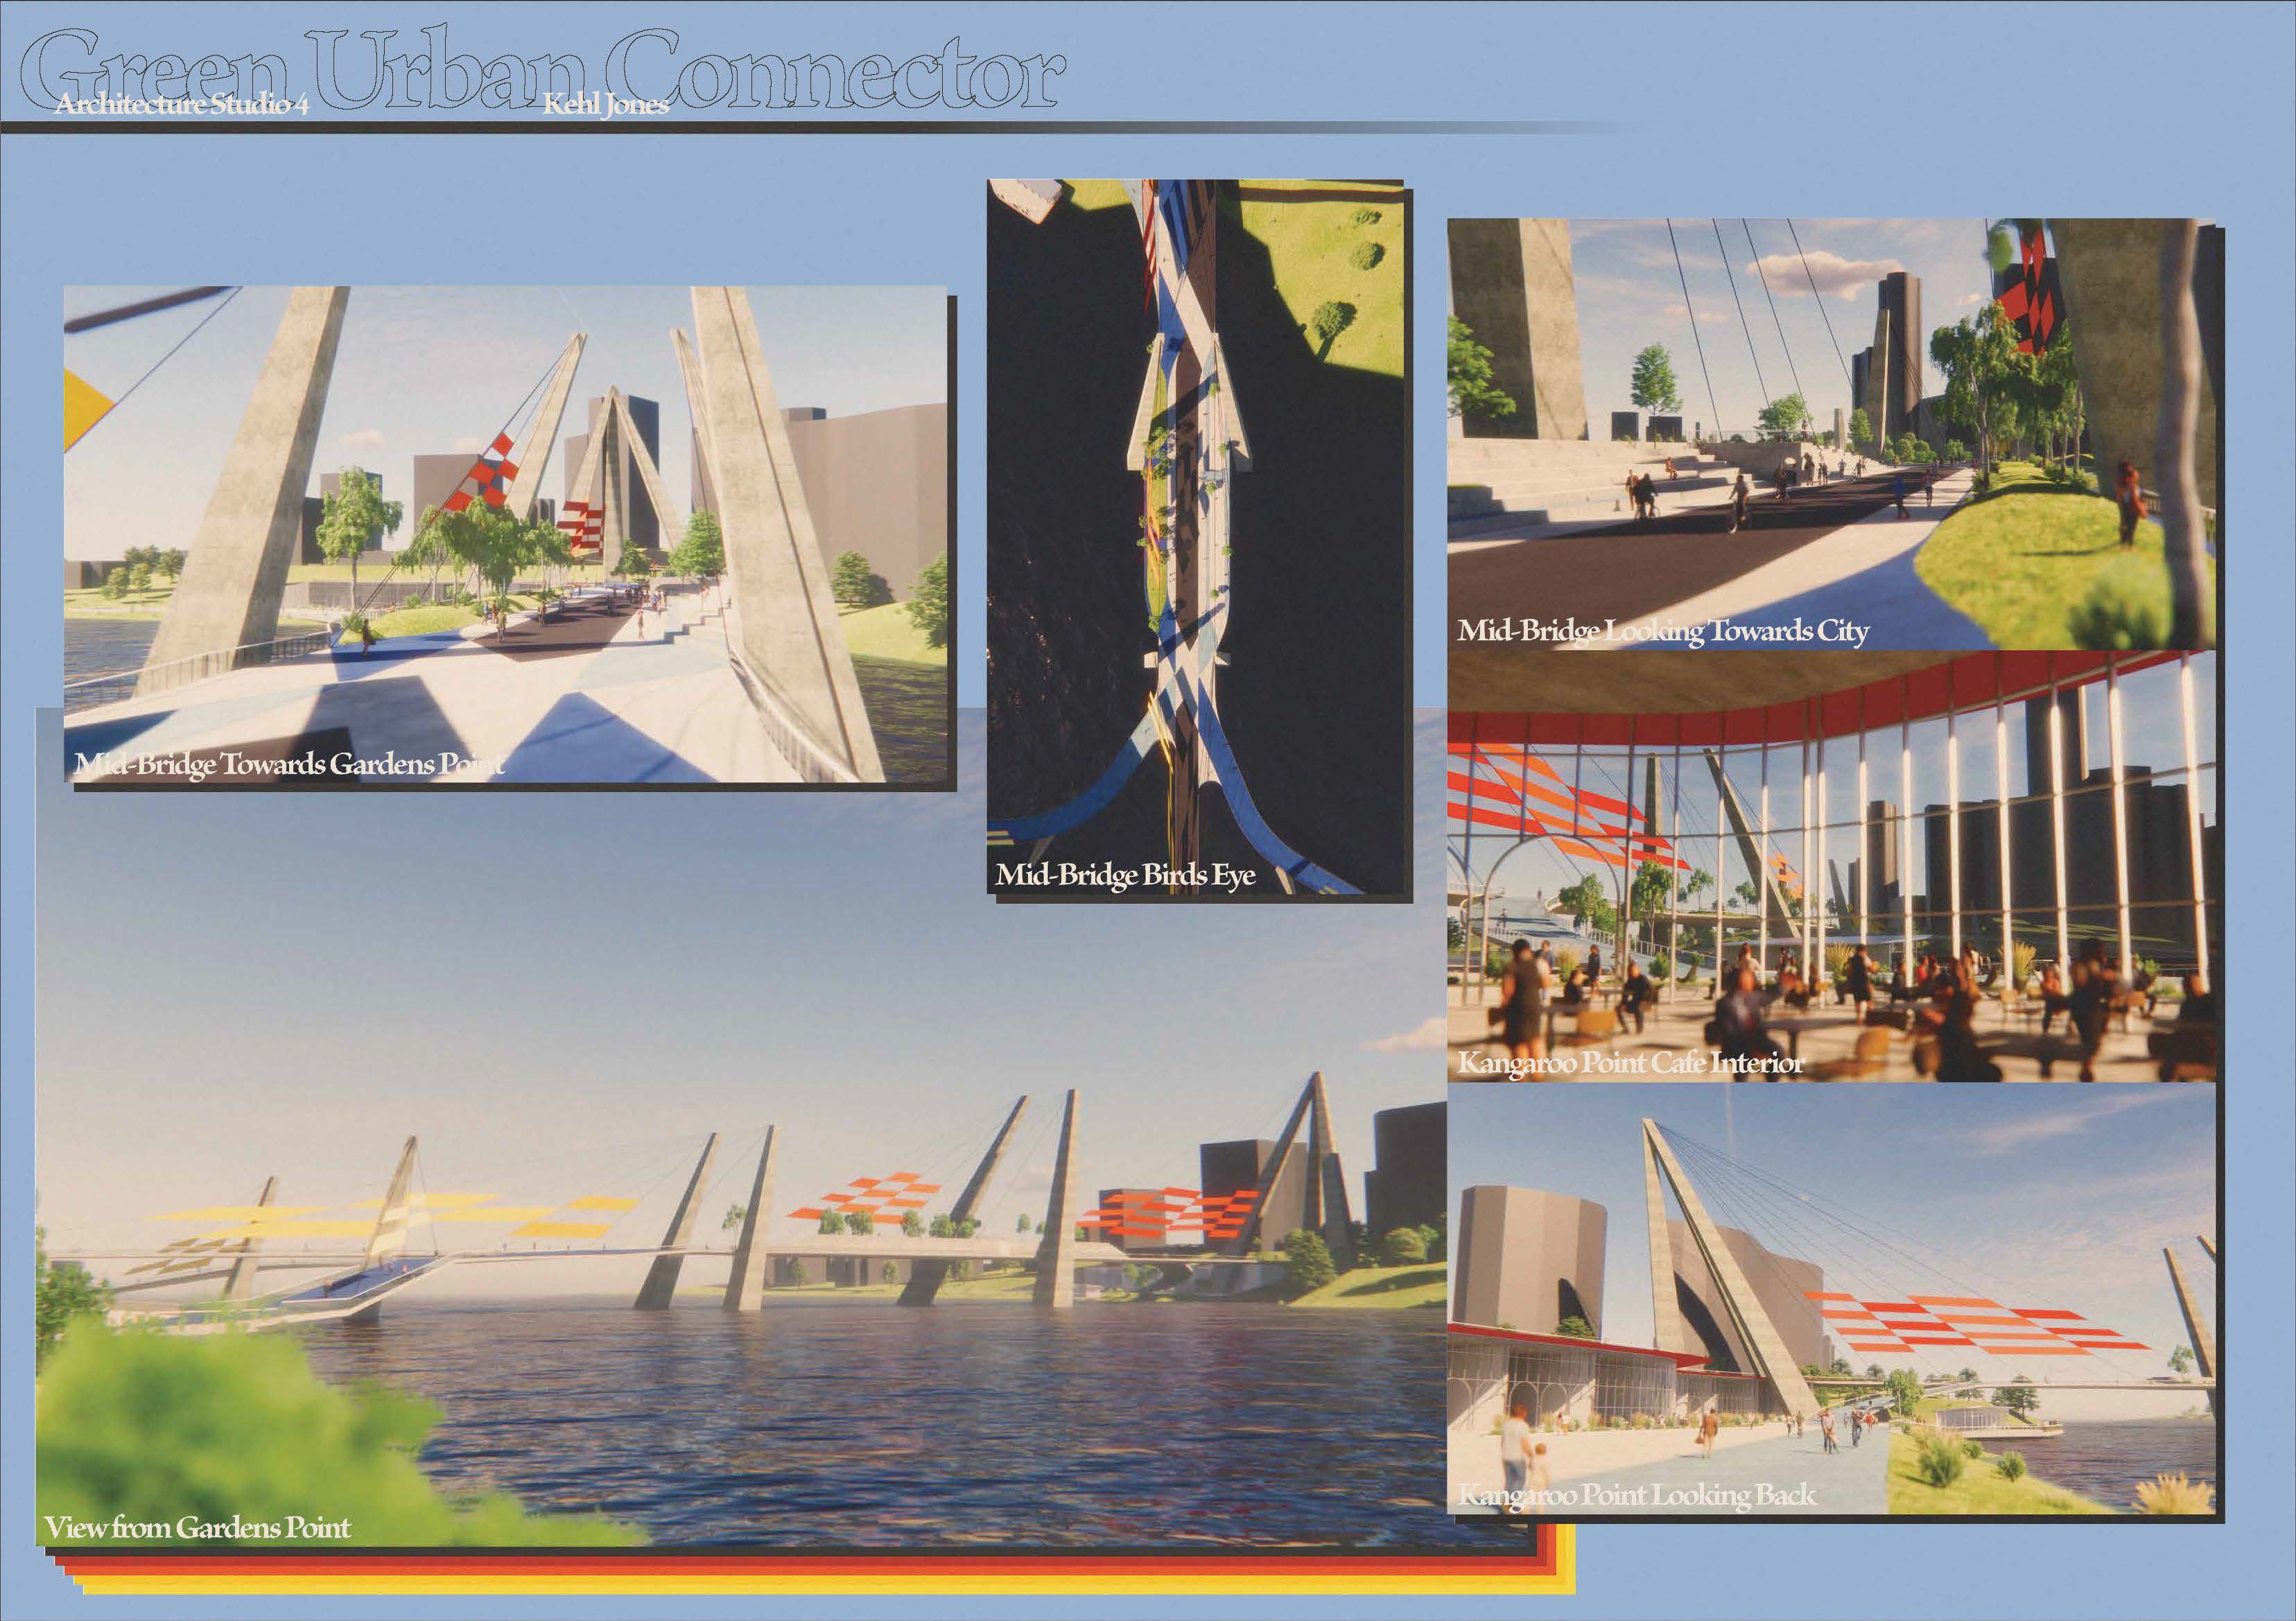 Green Urban Connector
Architecture Studio 4
Kehl Jones
Mid-Bridge Towards Gardens Point
Mid-Bridge Birds Eye
Mid-Bridge Looking Towards City
Kangaroo Point Cafe Interior
Kangaroo Point Looking Back
View from Gardens Point